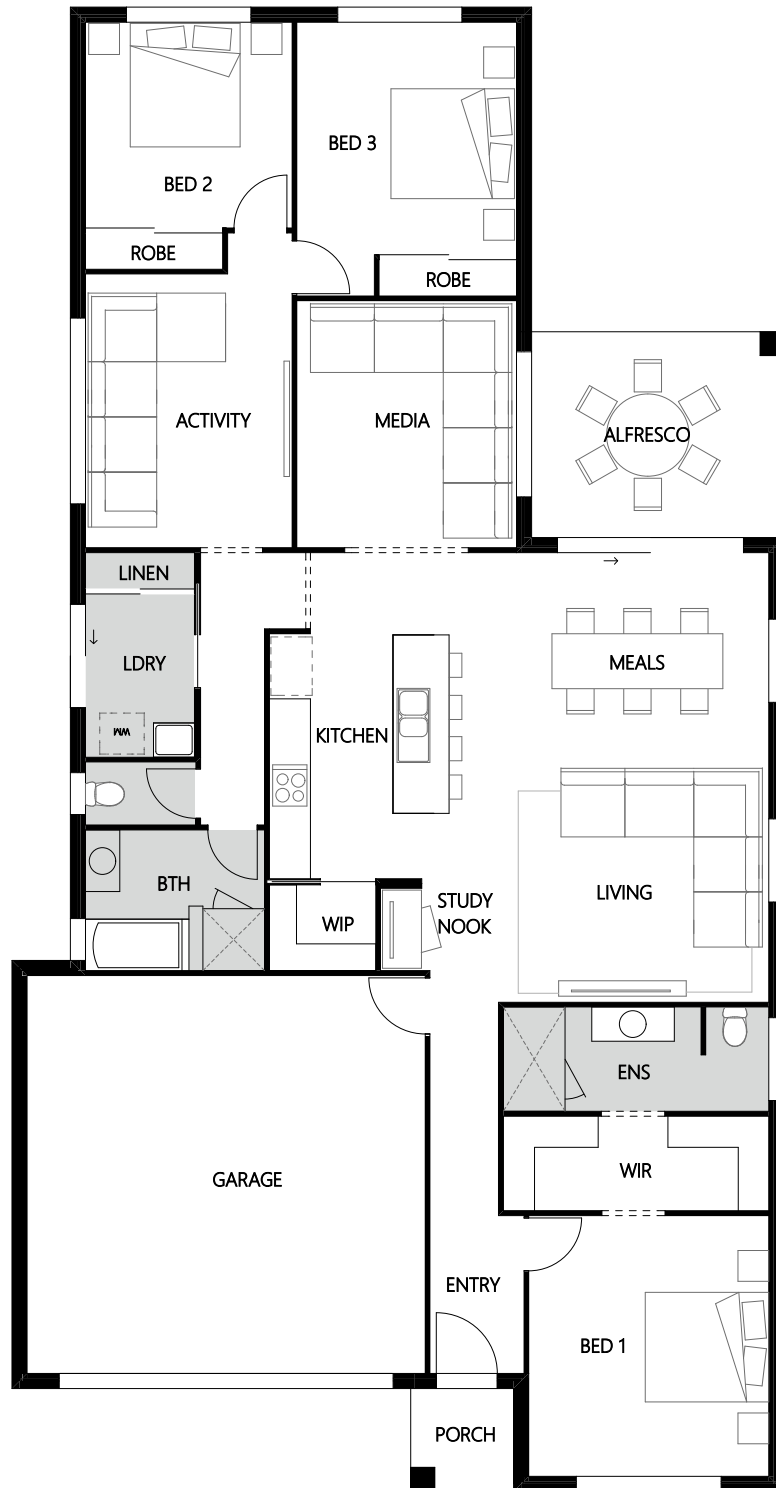 BED 3
BED 2
ROBE
ROBE
ACTIVITY
MEDIA
ALFRESCO
LINEN
LDRY
MEALS
WM
KITCHEN
BTH
LIVING
STUDY
NOOK
WIP
ENS
WIR
GARAGE
ENTRY
BED 1
PORCH